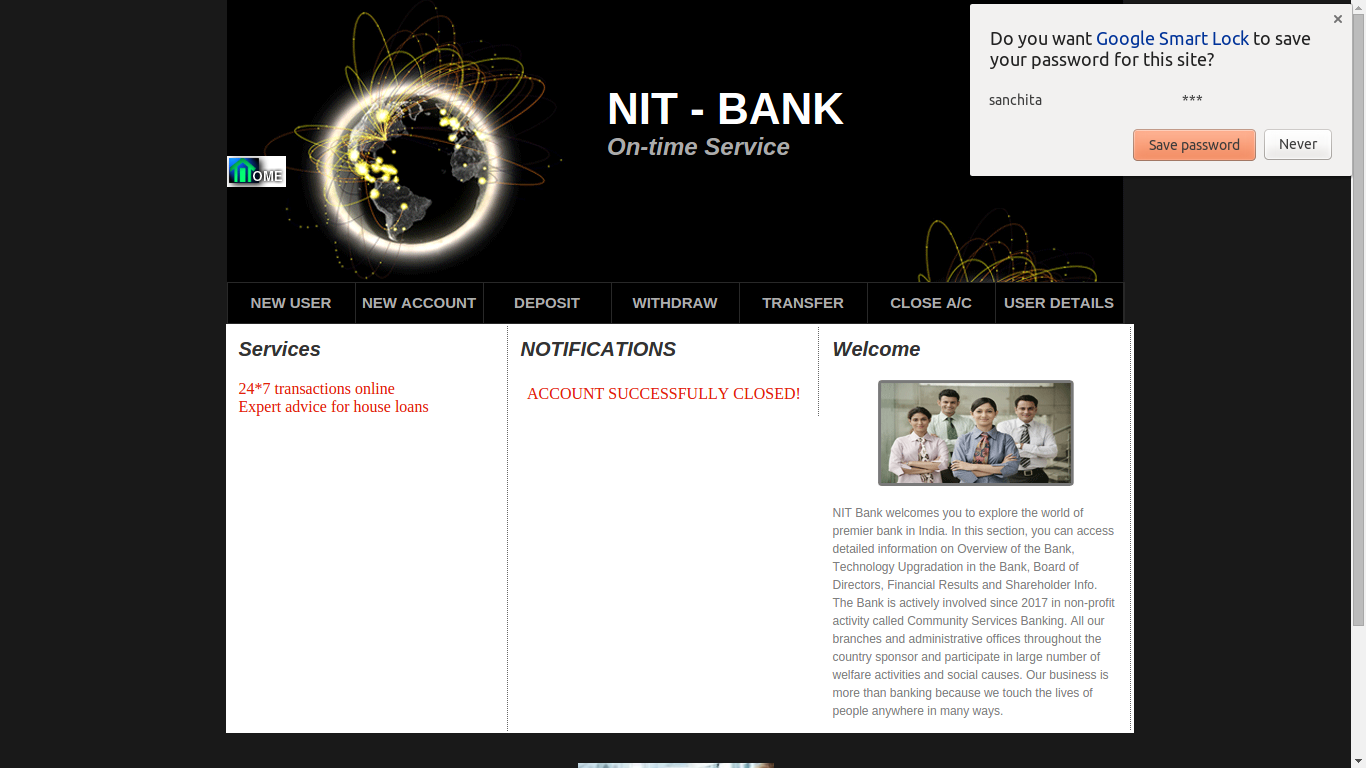 NIT - BANK
On-time Service
OME
Do you want Google Smart Lock to save
your password for this site?
sanchita ***
Save password Never
NEW USER NEW ACCOUNT DEPOSIT WITHDRAW TRANSFER CLOSE A/C USER DETAILS
Services
24*7 transactions online
Expert advice for house loans
NOTIFICATIONS
ACCOUNT SUCCESSFULLY CLOSED!
Welcome
NIT Bank welcomes you to explore the world of
premier bank in India. In this section, you can access
detailed information on Overview of the Bank,
Technology Upgradation in the Bank, Board of
Directors, Financial Results and Shareholder Info.
The Bank is actively involved since 2017 in non-profit
activity called Community Services Banking. All our
branches and administrative offices throughout the
country sponsor and participate in large number of
welfare activities and social causes. Our business is
more than banking because we touch the lives of
people anywhere in many ways.